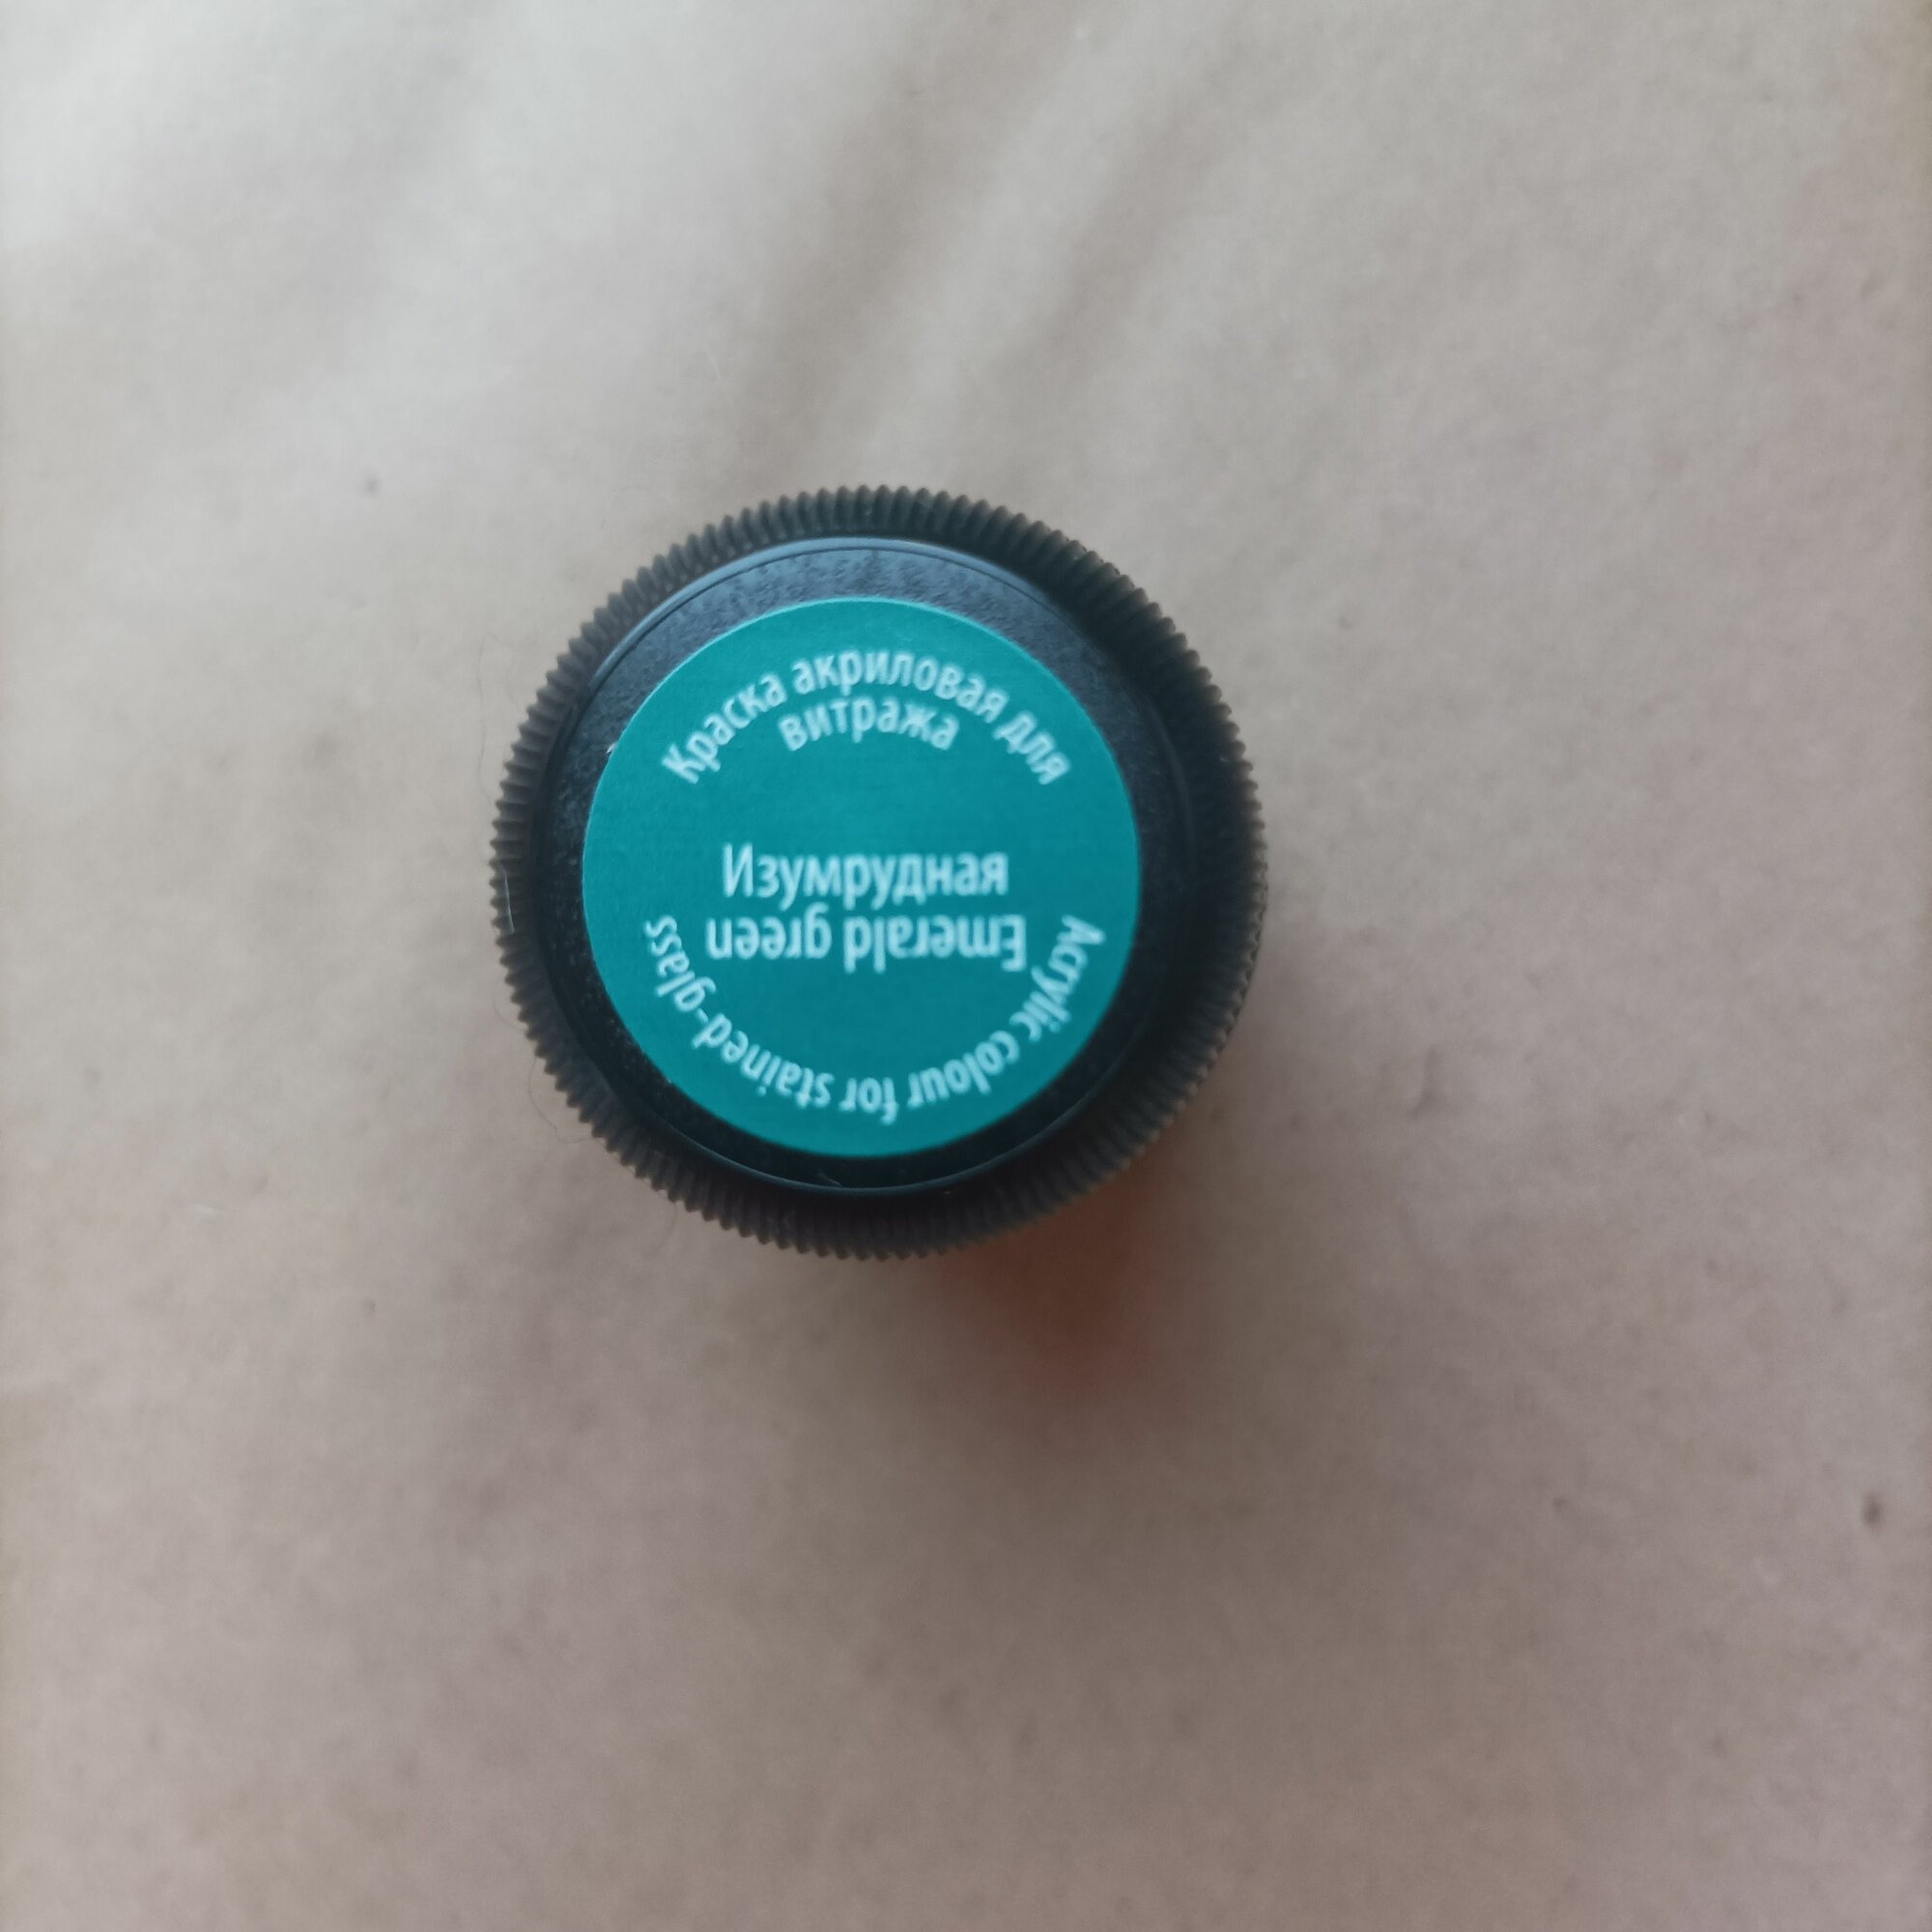 Краска акриловая для
витража
Изумрудная
Emerald green
Acrylic colour for stained-glass